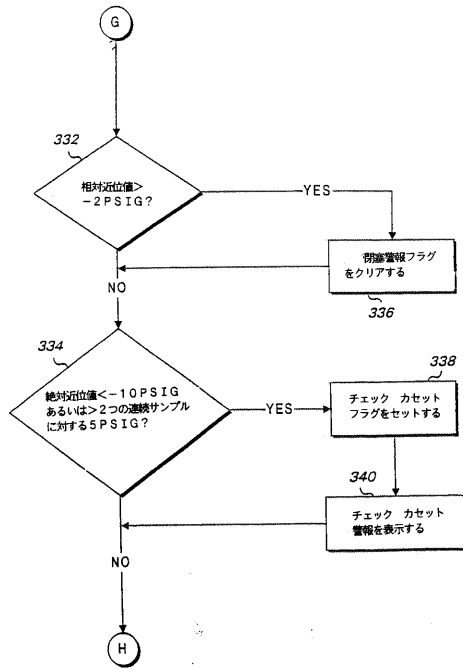 G
332
相対近位値>
-2PSIG?
YES
閉塞警報フラグ
をクリアする
336
NO
334
絶対近位値<-10PSIG
あるいは>2つの連続サンプル
に対する5PSIG?
YES
338
チェック カセット
フラグをセットする
340
チェック カセット
警報を表示する
NO
H